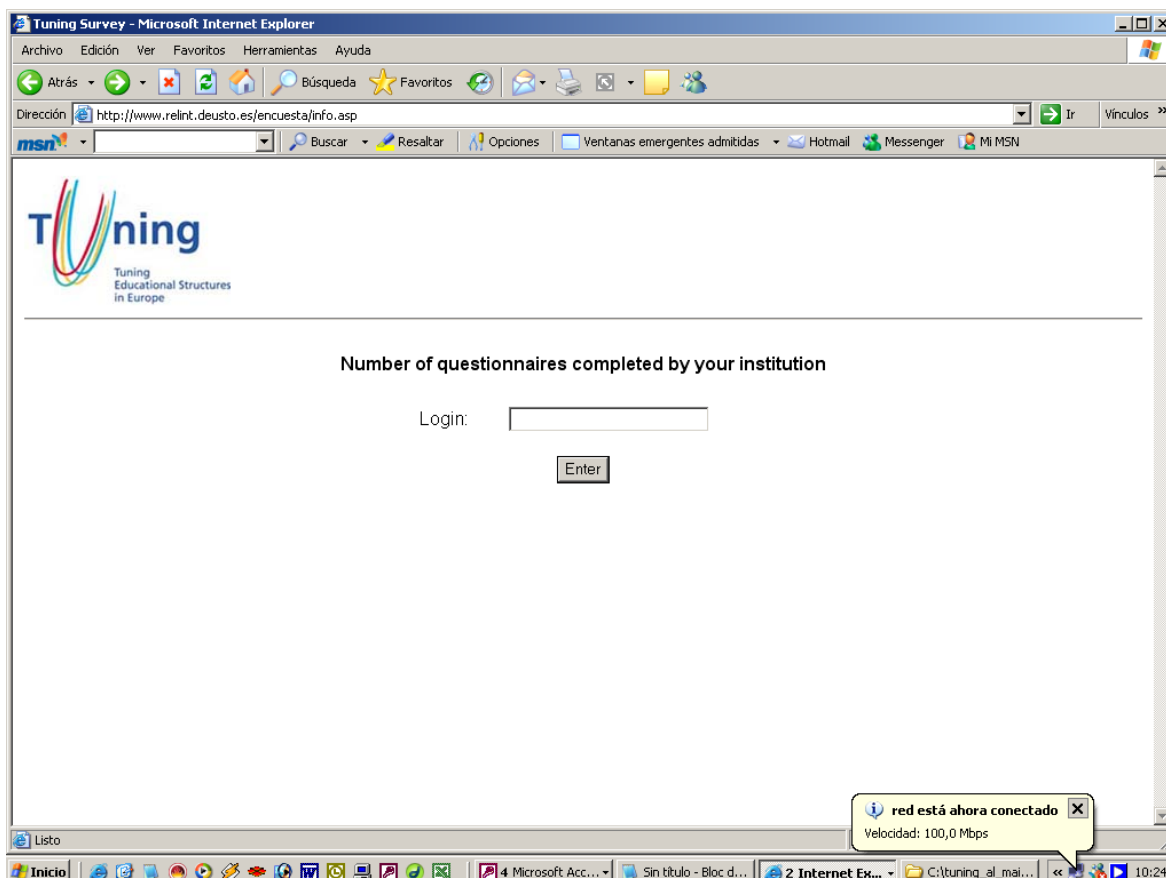 Tuning Survey - Microsoft Internet Explorer
Archivo Edición Ver Favoritos Herramientas Ayuda
Atrás Búsqueda Favoritos
Dirección http://www.relint.deusto.es/encuesta/info.asp Ir Vínculos »
msn Buscar Resaltar Opciones Ventanas emergentes admitidas Hotmail Messenger Mi MSN
Tuning
Tuning
Educational Structures
in Europe
Number of questionnaires completed by your institution
Login:
Enter
red está ahora conectado
Velocidad: 100,0 Mbps
Listo
Inicio 4 Microsoft Acc... Sin título - Bloc d... 2 Internet Ex... C:\tuning_al_mai... « 10:24